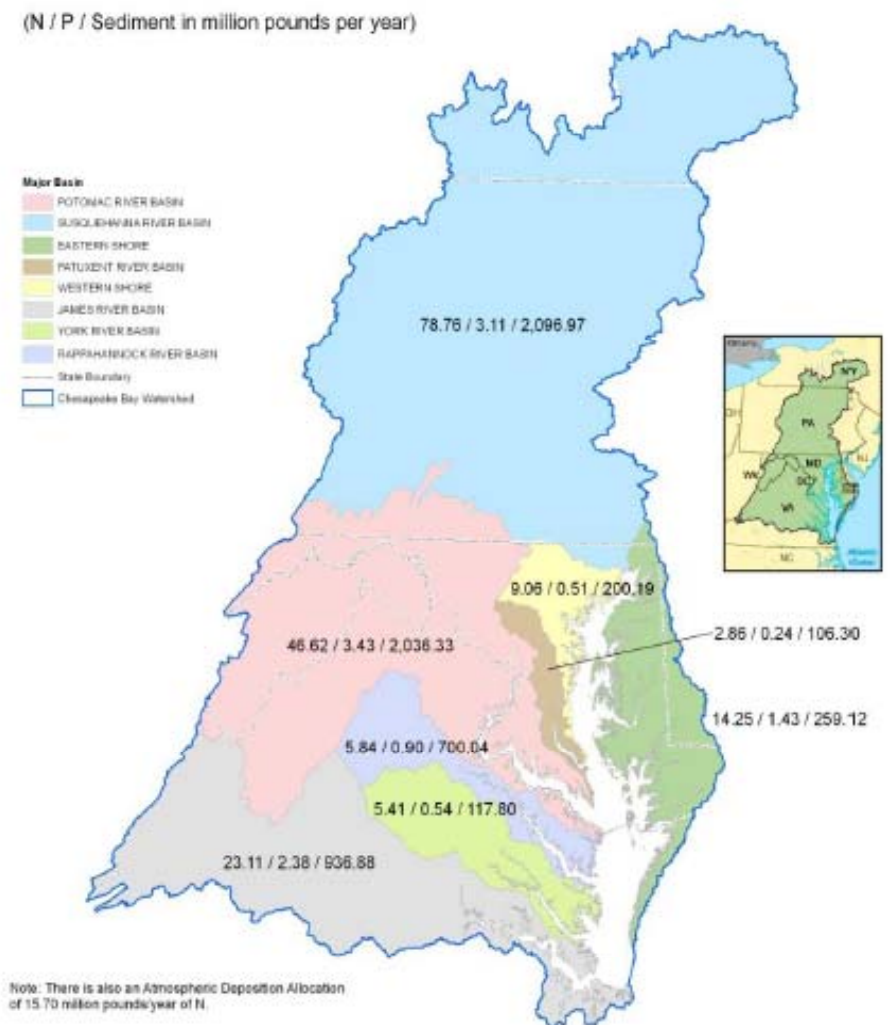 (N / P / Sediment in million pounds per year)
Major Basin
POTOMAC RIVER BASIN
SUSQUEHANNA RIVER BASIN
EASTERN SHORE
PATUXENT RIVER BASIN
WESTERN SHORE
JAMES RIVER BASIN
YORK RIVER BASIN
RAPPAHANNOCK RIVER BASIN
State Boundary
Chesapeake Bay Watershed
78.76 / 3.11 / 2,096.97
NY
OH
PA
NJ
MD
DC
VA
NC
9.06 / 0.51 / 200.19
2.86 / 0.24 / 106.30
46.62 / 3.43 / 2,036.33
14.25 / 1.43 / 259.12
5.84 / 0.90 / 700.04
5.41 / 0.54 / 117.80
23.11 / 2.38 / 936.88
Note: There is also an Atmospheric Deposition Allocation
of 15.70 million pounds/year of N.